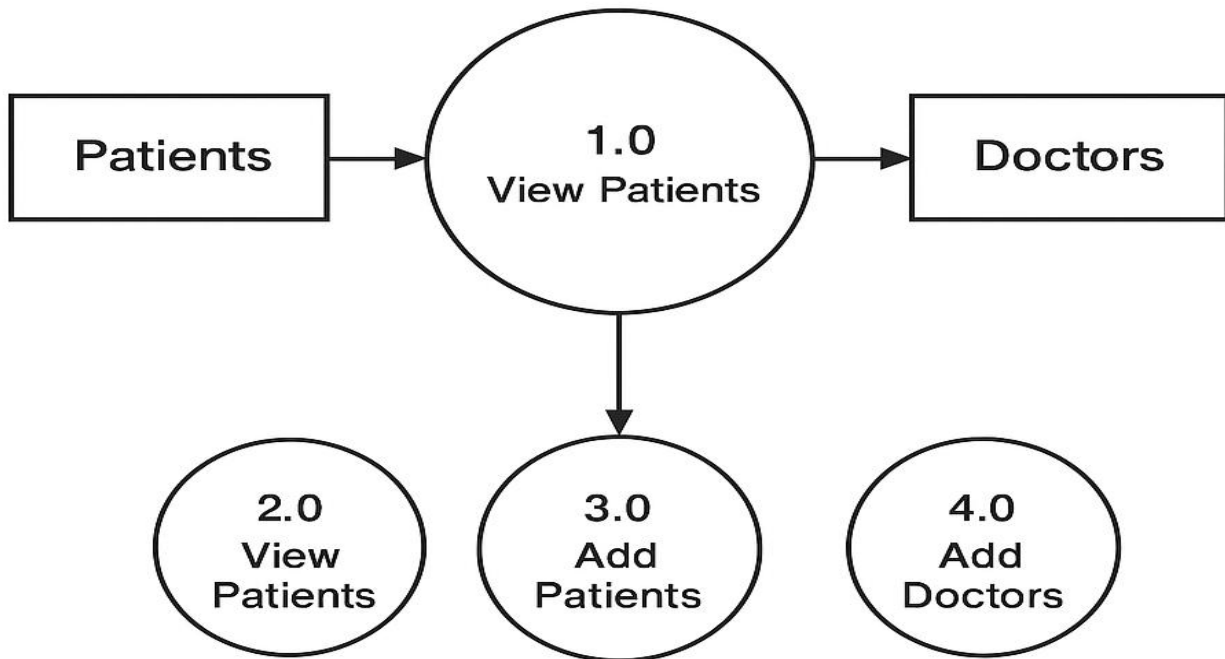 Patients
1.0
View Patients
Doctors
2.0
View
Patients
3.0
Add
Patients
4.0
Add
Doctors